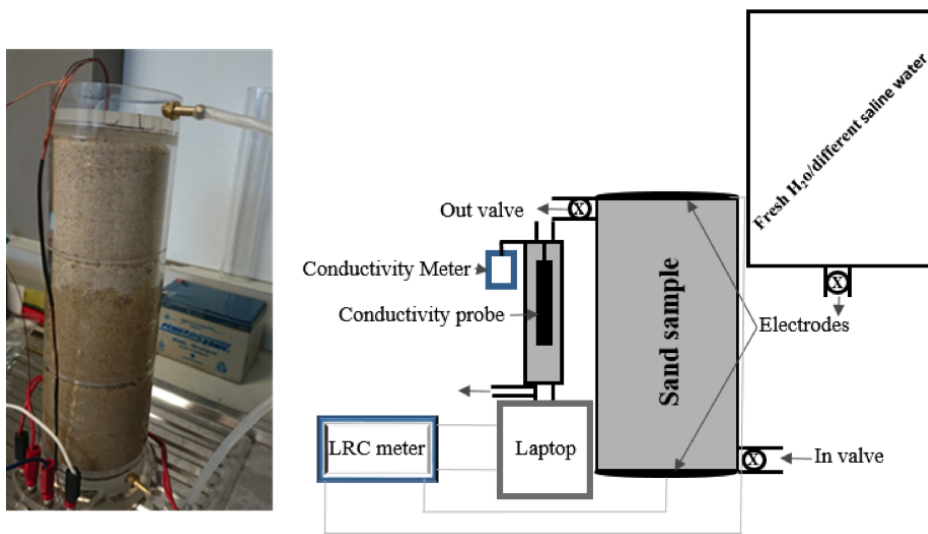 Fresh H₂o/different saline water
Out valve
X
Conductivity Meter
X
Conductivity probe
Electrodes
Sand sample
LRC meter
Laptop
X
In valve